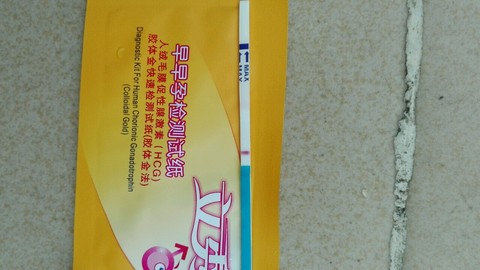 早早孕检测试纸
人绒毛膜促性腺激素（HCG）
胶体金快速检测试纸(胶体金法)
Diagnostic Kit For Human Chorionic Gonadotrophin
(Colloidal Gold)
MAX
MAX